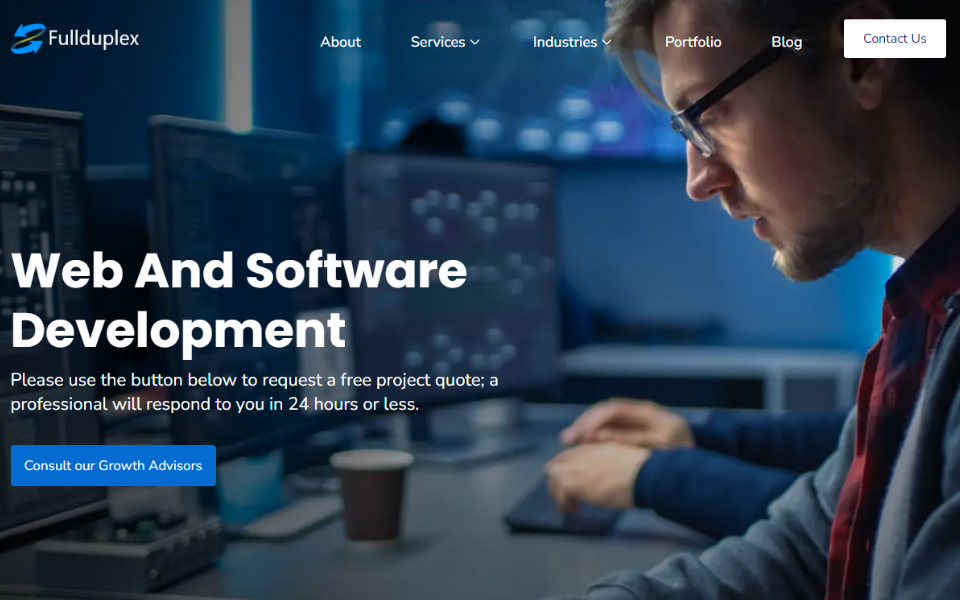 Fullduplex
About
Services
Industries
Portfolio
Blog
Contact Us
Web And Software
Development
Please use the button below to request a free project quote; a
professional will respond to you in 24 hours or less.
Consult our Growth Advisors